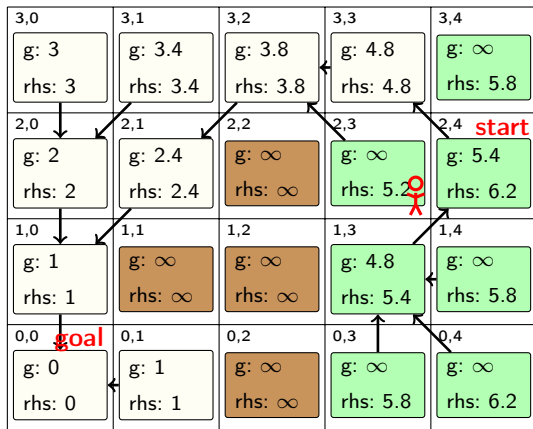 3,0 3,1 3,2 3,3 3,4
g: 3 g: 3.4 g: 3.8 g: 4.8 g: ∞
rhs: 3 rhs: 3.4 rhs: 3.8 rhs: 4.8 rhs: 5.8
2,0 2,1 2,2 2,3 2,4 start
g: 2 g: 2.4 g: ∞ g: ∞ g: 5.4
rhs: 2 rhs: 2.4 rhs: ∞ rhs: 5.2 rhs: 6.2
1,0 1,1 1,2 1,3 1,4
g: 1 g: ∞ g: ∞ g: 4.8 g: ∞
rhs: 1 rhs: ∞ rhs: ∞ rhs: 5.4 rhs: 5.8
0,0 goal 0,1 0,2 0,3 0,4
g: 0 g: 1 g: ∞ g: ∞ g: ∞
rhs: 0 rhs: 1 rhs: ∞ rhs: 5.8 rhs: 6.2